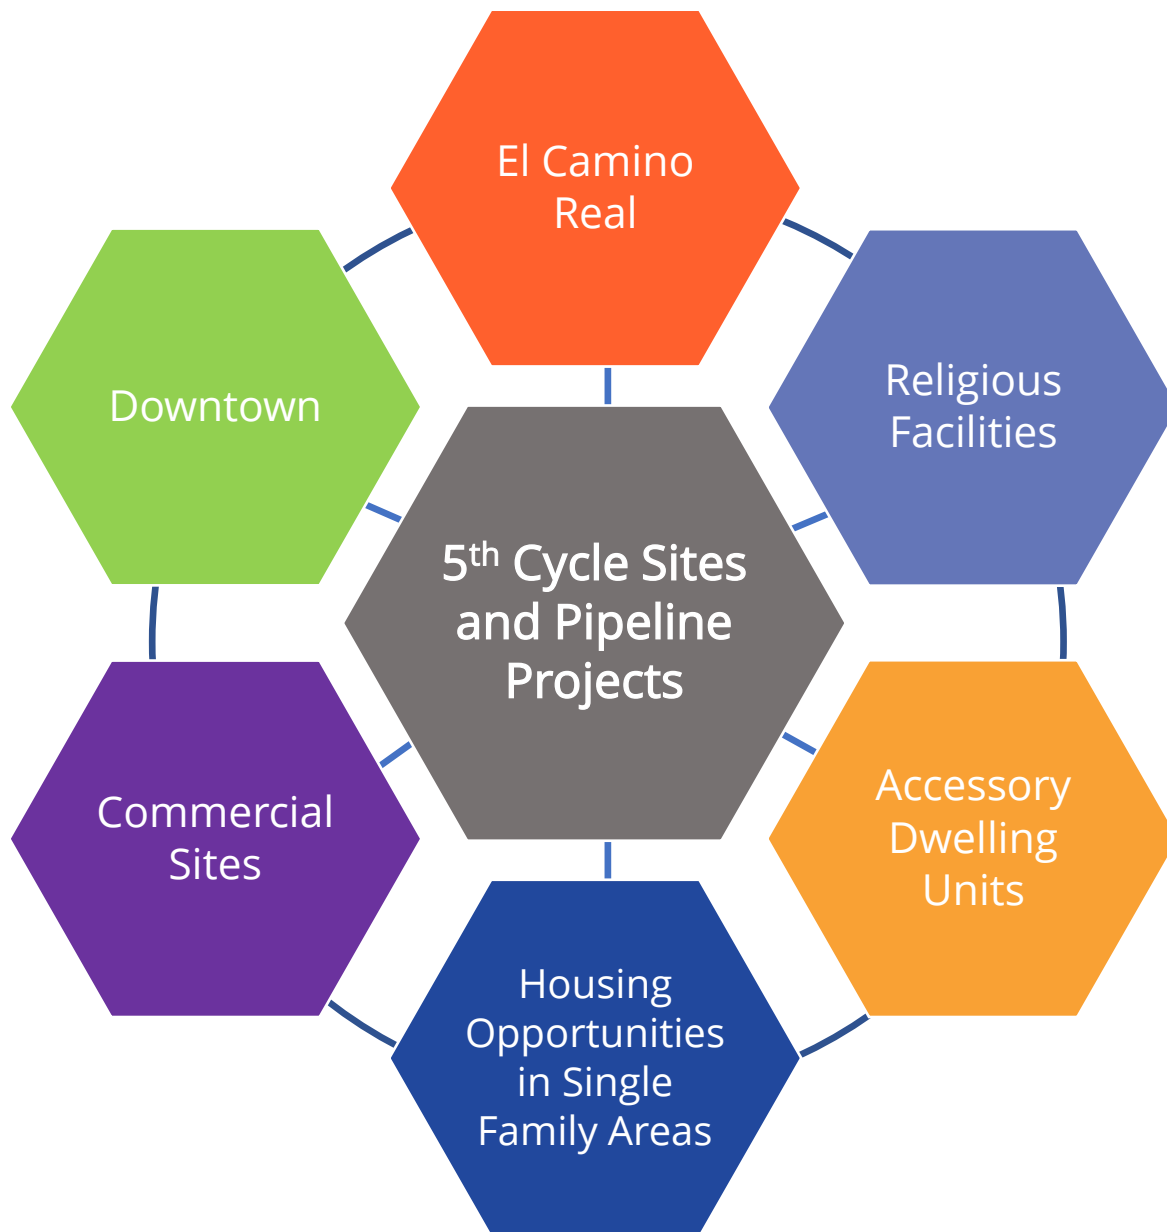 El Camino
Real
Religious
Facilities
Downtown
5th Cycle Sites
and Pipeline
Projects
Accessory
Dwelling
Units
Commercial
Sites
Housing
Opportunities
in Single
Family Areas